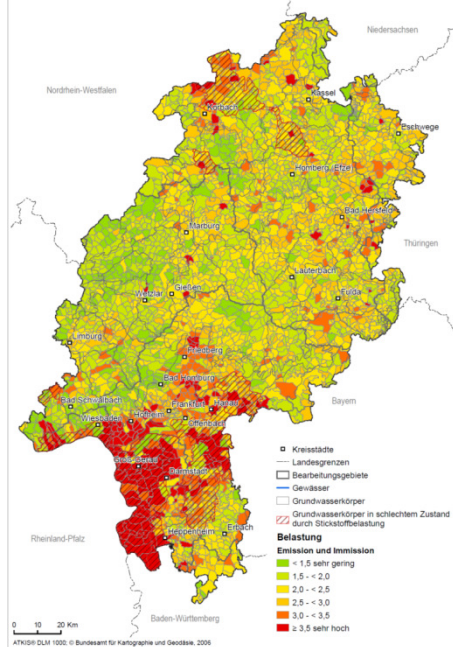 Niedersachsen
Nordrhein-Westfalen
Kassel
Korbach
Eschwege
Homberg (Efze)
Bad Hersfeld
Marburg
Thüringen
Lauterbach
Gießen
Wetzlar
Fulda
Limburg
Friedberg
Bad Homburg
Bayern
Bad Schwalbach
Frankfurt
Hanau
Wiesbaden
Hofheim
Offenbach
Groß-Gerau
Darmstadt
Kreisstädte
Landesgrenzen
Bearbeitungsgebiete
Gewässer
Grundwasserkörper
Grundwasserkörper in schlechtem Zustand
durch Stickstoffbelastung
Rheinland-Pfalz
Heppenheim
Erbach
Belastung
Emission und Immission
< 1,5 sehr gering
1,5 - < 2,0
2,0 - < 2,5
2,5 - < 3,0
3,0 - < 3,5
≥ 3,5 sehr hoch
0 10 20 Km
Baden-Württemberg
ATKIS® DLM 1000; © Bundesamt für Kartographie und Geodäsie, 2006